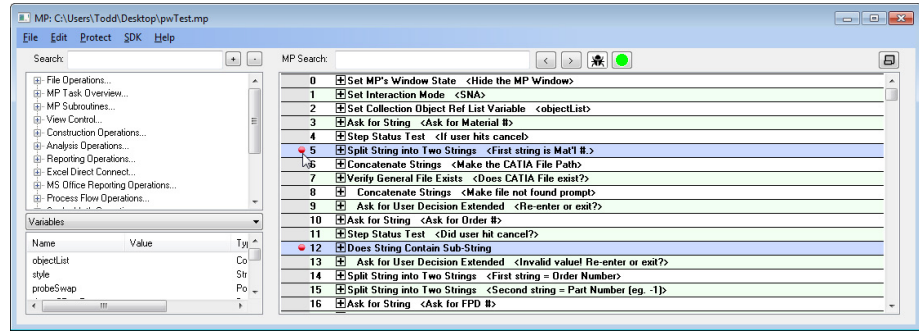 MP: C:\Users\Todd\Desktop\pwTest.mp
File Edit Protect SDK Help
Search: + -
MP Search: < >
File Operations...
MP Task Overview...
MP Subroutines...
View Control...
Construction Operations...
Analysis Operations...
Reporting Operations...
Excel Direct Connect...
MS Office Reporting Operations...
Process Flow Operations...
Variables
Name Value
objectList Co
style Str
probeSwap Po
0 Set MP's Window State <Hide the MP Window>
1 Set Interaction Mode <SNA>
2 Set Collection Object Ref List Variable <objectList>
3 Ask for String <Ask for Material #>
4 Step Status Test <If user hits cancel>
5 Split String into Two Strings <First string is Mat'l #.>
6 Concatenate Strings <Make the CATIA File Path>
7 Verify General File Exists <Does CATIA File exist?>
8 Concatenate Strings <Make file not found prompt>
9 Ask for User Decision Extended <Re-enter or exit?>
10 Ask for String <Ask for Order #>
11 Step Status Test <Did user hit cancel?>
12 Does String Contain Sub-String
13 Ask for User Decision Extended <Invalid value! Re-enter or exit?>
14 Split String into Two Strings <First string = Order Number>
15 Split String into Two Strings <Second string = Part Number (eg. -1)>
16 Ask for String <Ask for FPD #>